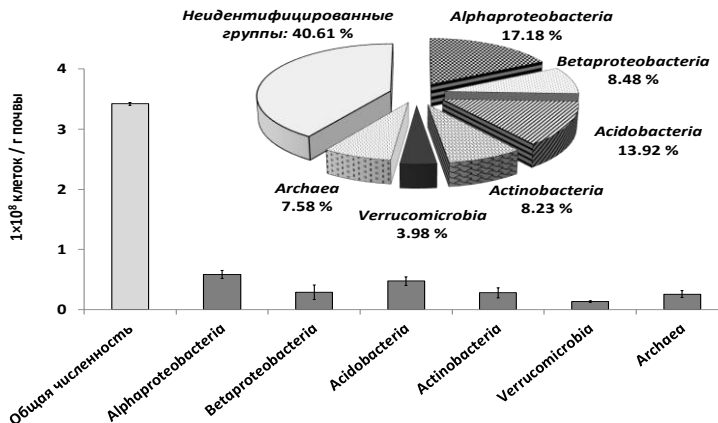 Неидентифицированные
группы: 40.61 %
Alphaproteobacteria
17.18 %
Betaproteobacteria
8.48 %
Acidobacteria
13.92 %
Actinobacteria
8.23 %
Verrucomicrobia
3.98 %
Archaea
7.58 %
1×10⁸ клеток / г почвы
4
3
2
1
0
Общая численность
Alphaproteobacteria
Betaproteobacteria
Acidobacteria
Actinobacteria
Verrucomicrobia
Archaea